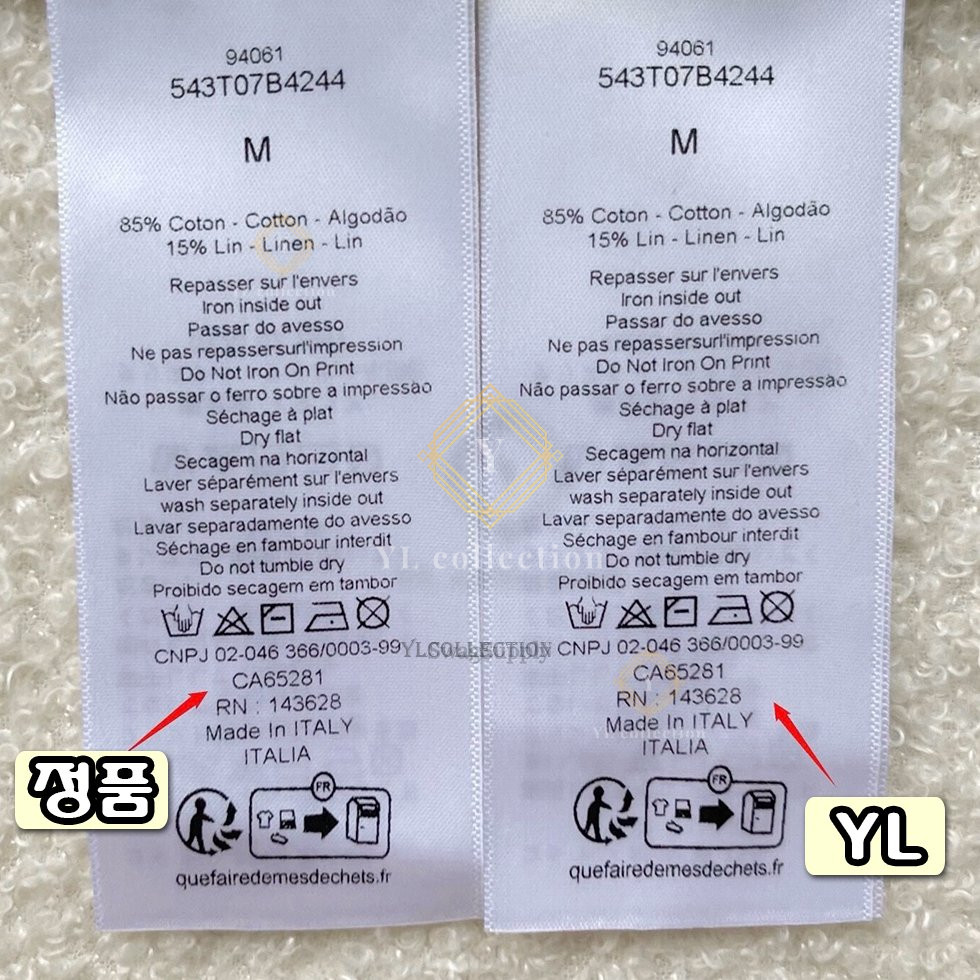 94061
543T07B4244
M
85% Coton - Cotton - Algodão
15% Lin - Linen - Lin
Repasser sur l'envers
Iron inside out
Passar do avesso
Ne pas repassersurl'impression
Do Not Iron On Print
Não passar o ferro sobre a impressão
Séchage à plat
Dry flat
Secagem na horizontal
Laver séparément sur l'envers
wash separately inside out
Lavar separadamente do avesso
Séchage en fambour interdit
Do not tumble dry
Proibido secagem em tambor
CNPJ 02-046 366/0003-99
CA65281
RN : 143628
Made In ITALY
ITALIA
FR
quefairedemesdechets.fr
정품
94061
543T07B4244
M
85% Coton - Cotton - Algodão
15% Lin - Linen - Lin
Repasser sur l'envers
Iron inside out
Passar do avesso
Ne pas repassersurl'impression
Do Not Iron On Print
Não passar o ferro sobre a impressão
Séchage à plat
Dry flat
Secagem na horizontal
Laver séparément sur l'envers
wash separately inside out
Lavar separadamente do avesso
Séchage en fambour interdit
Do not tumble dry
Proibido secagem em tambor
CNPJ 02-046 366/0003-99
CA65281
RN : 143628
Made In ITALY
ITALIA
FR
quefairedemesdechets.fr
YL
Y
YL collection
YLCOLLECTION
Y
YL collection